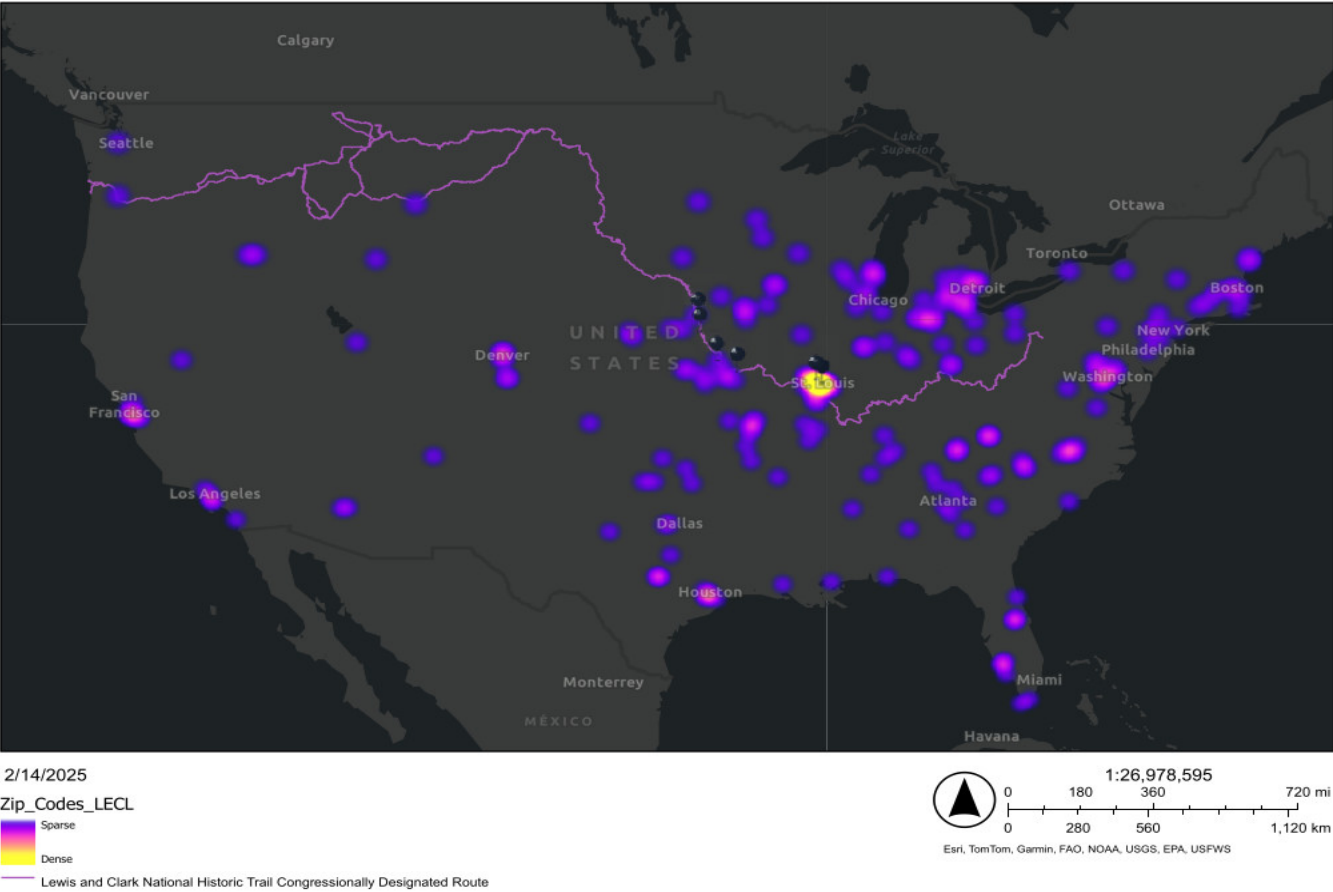 Calgary
Vancouver
Seattle
Lake
Superior
Ottawa
Toronto
Detroit
Boston
Chicago
UNITED
STATES
New York
Denver
Philadelphia
Washington
St. Louis
San
Francisco
Los Angeles
Atlanta
Dallas
Houston
Monterrey
Miami
MÉXICO
Havana
2/14/2025
1:26,978,595
0 180 360 720 mi
0 280 560 1,120 km
Zip_Codes_LECL
Sparse
Dense
Esri, TomTom, Garmin, FAO, NOAA, USGS, EPA, USFWS
Lewis and Clark National Historic Trail Congressionally Designated Route